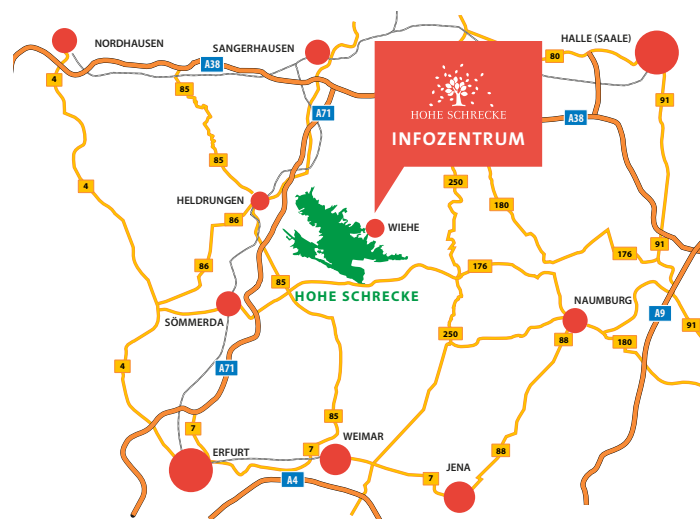 NORDHAUSEN
SANGERHAUSEN
HALLE (SAALE)
A38
80
4
85
91
A71
HOHE SCHRECKE
INFOZENTRUM
A38
85
4
250
180
HELDRUNGEN
86
WIEHE
91
176
86
176
85
HOHE SCHRECKE
NAUMBURG
A9
SÖMMERDA
91
250
88
180
4
A71
85
7
WEIMAR
7
ERFURT
88
JENA
7
A4